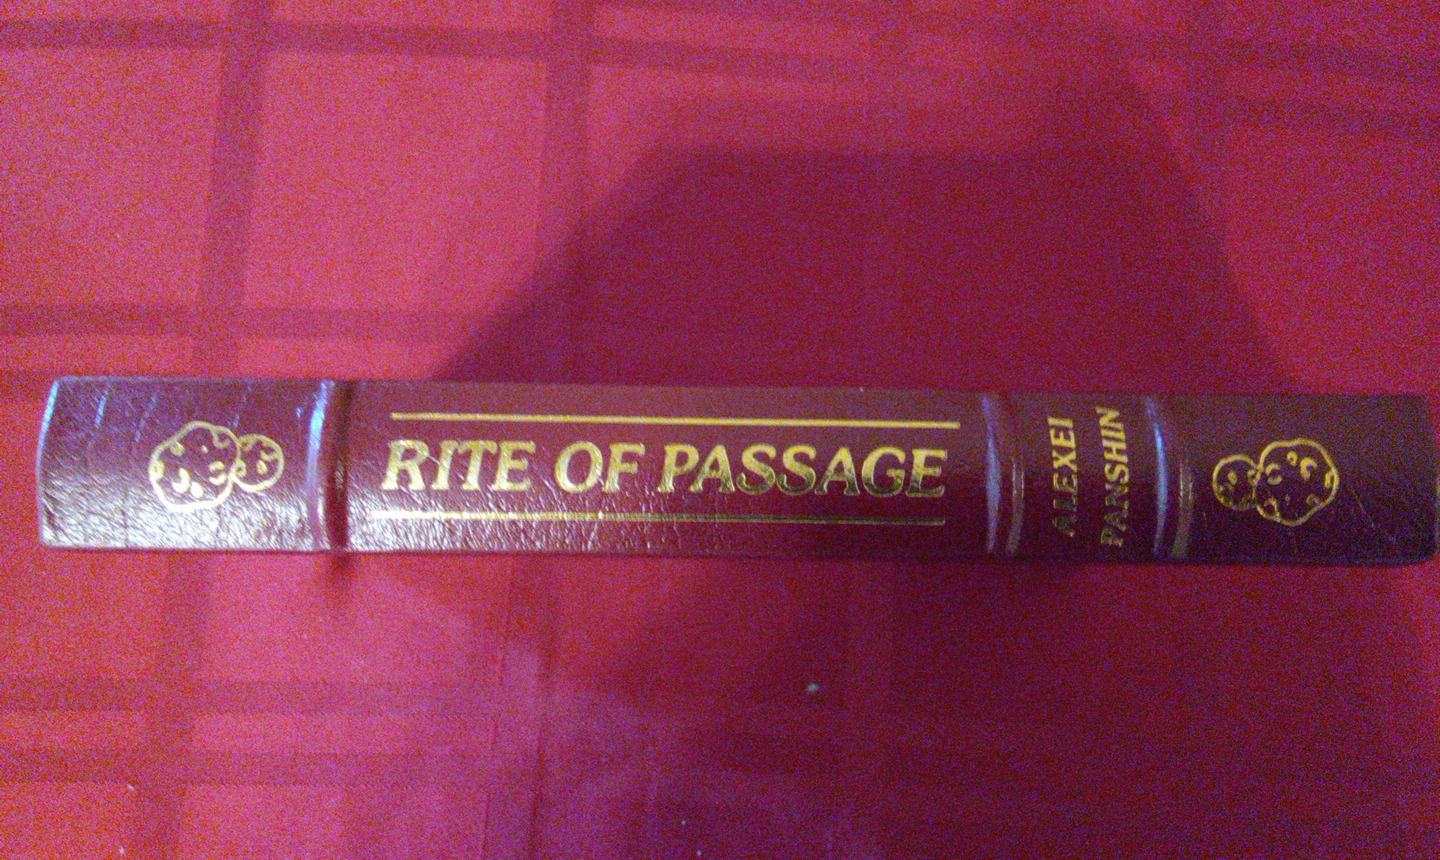 RITE OF PASSAGE
ALEXEI
PANSHIN